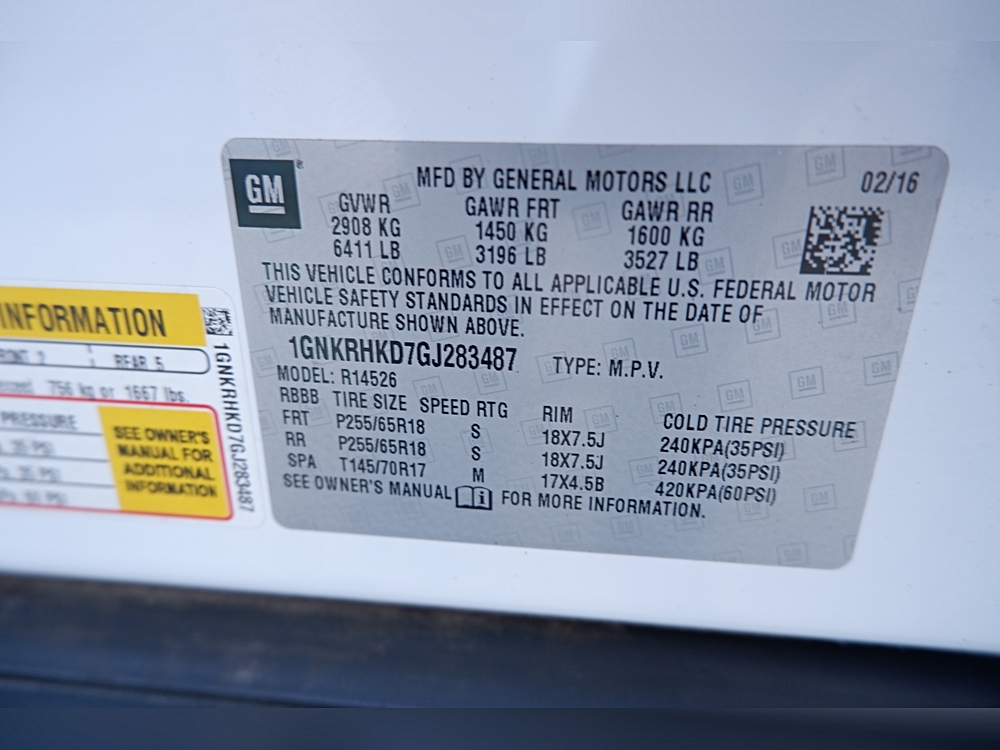 GM
MFD BY GENERAL MOTORS LLC 02/16
GVWR GAWR FRT GAWR RR
2908 KG 1450 KG 1600 KG
6411 LB 3196 LB 3527 LB
THIS VEHICLE CONFORMS TO ALL APPLICABLE U.S. FEDERAL MOTOR
VEHICLE SAFETY STANDARDS IN EFFECT ON THE DATE OF
MANUFACTURE SHOWN ABOVE.
1GNKRHKD7GJ283487 TYPE: M.P.V.
MODEL: R14526
RBBB TIRE SIZE SPEED RTG RIM COLD TIRE PRESSURE
FRT P255/65R18 S 18X7.5J 240KPA(35PSI)
RR P255/65R18 S 18X7.5J 240KPA(35PSI)
SPA T145/70R17 M 17X4.5B 420KPA(60PSI)
SEE OWNER'S MANUAL FOR MORE INFORMATION.
INFORMATION
2 REAR 5
756 kg or 1667 lbs.
PRESSURE
35 PSI
35 PSI
60 PSI
SEE OWNER'S
MANUAL FOR
ADDITIONAL
INFORMATION
1GNKRHKD7GJ283487